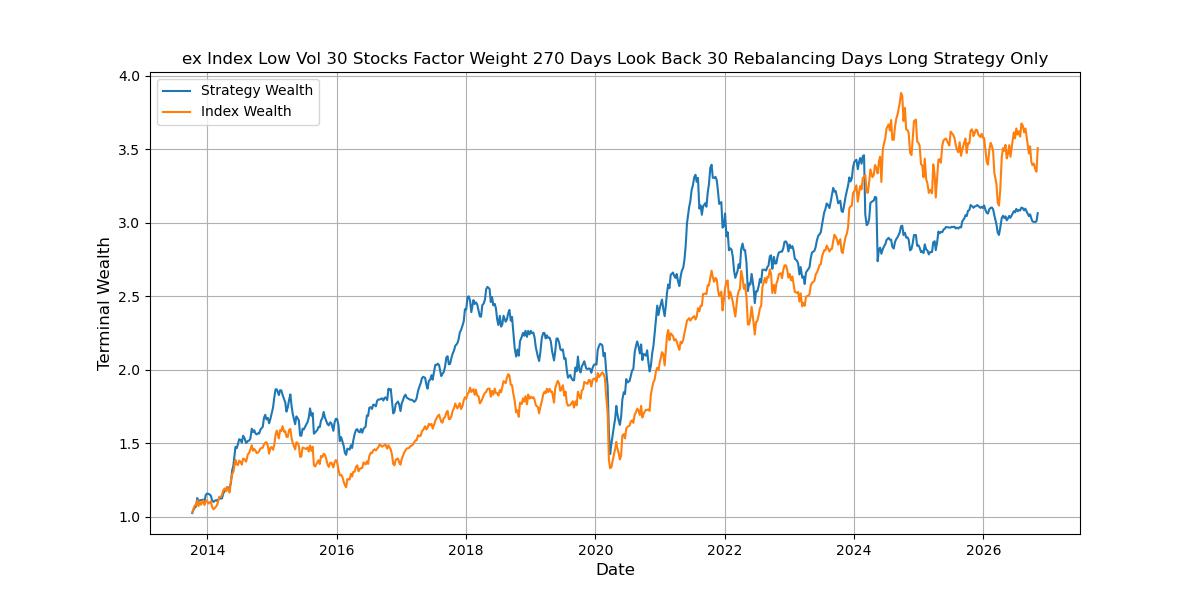 ex Index Low Vol 30 Stocks Factor Weight 270 Days Look Back 30 Rebalancing Days Long Strategy Only
Strategy Wealth
Index Wealth
Terminal Wealth
4.0
3.5
3.0
2.5
2.0
1.5
1.0
2014 2016 2018 2020 2022 2024 2026
Date